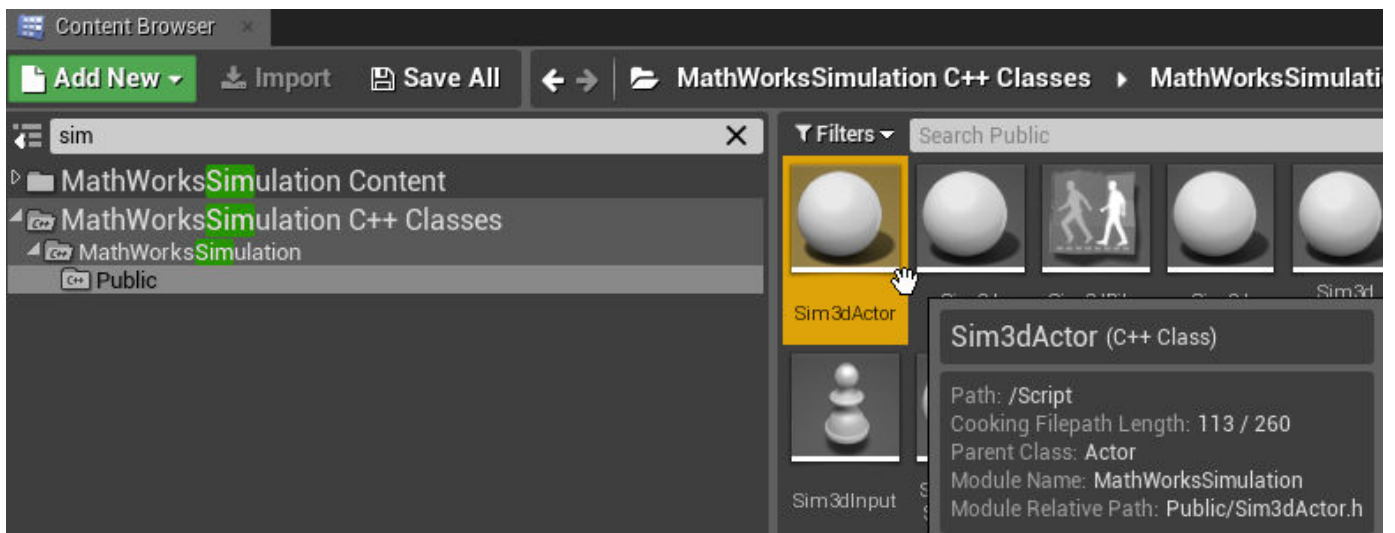 Content Browser
Add New Import Save All MathWorksSimulation C++ Classes MathWorksSimulati
sim
Filters Search Public
MathWorksSimulation Content
MathWorksSimulation C++ Classes
MathWorksSimulation
Public
Sim3dActor
Sim3d
Sim3dInput
Sim3dActor (C++ Class)
Path: /Script
Cooking Filepath Length: 113 / 260
Parent Class: Actor
Module Name: MathWorksSimulation
Module Relative Path: Public/Sim3dActor.h